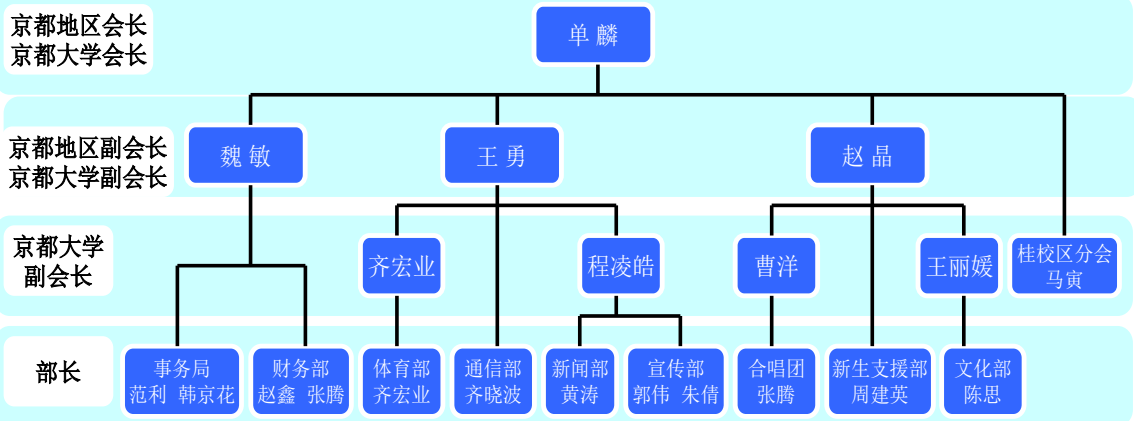 京都地区会长
京都大学会长
单 麟
京都地区副会长
京都大学副会长
魏 敏
王 勇
赵 晶
京都大学
副会长
齐宏业
程凌皓
曹洋
王丽媛
桂校区分会
马寅
部长
事务局
范利 韩京花
财务部
赵鑫 张腾
体育部
齐宏业
通信部
齐晓波
新闻部
黄涛
宣传部
郭伟 朱倩
合唱团
张腾
新生支援部
周建英
文化部
陈思